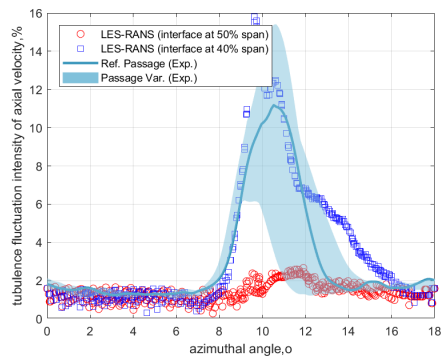 16
LES-RANS (interface at 50% span)
LES-RANS (interface at 40% span)
Ref. Passage (Exp.)
Passage Var. (Exp.)
14
12
10
8
6
4
2
0
turbulence fluctuation intensity of axial velocity,%
0 2 4 6 8 10 12 14 16 18
azimuthal angle,o